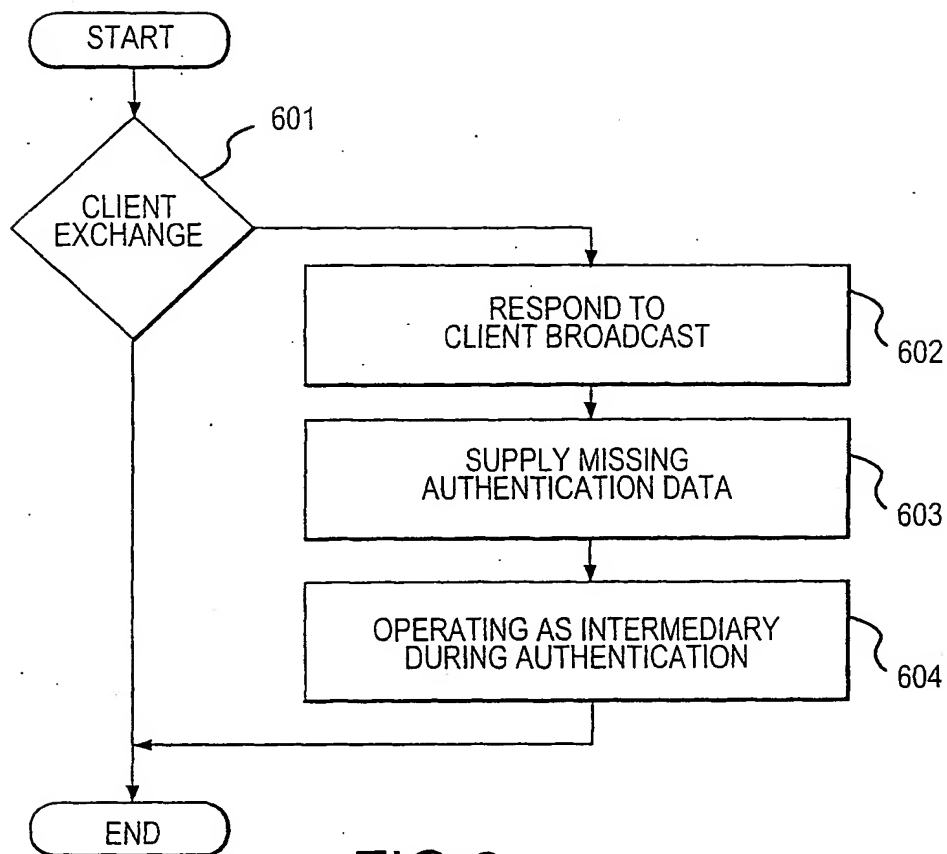 START
601
CLIENT
EXCHANGE
RESPOND TO
CLIENT BROADCAST
602
SUPPLY MISSING
AUTHENTICATION DATA
603
OPERATING AS INTERMEDIARY
DURING AUTHENTICATION
604
END